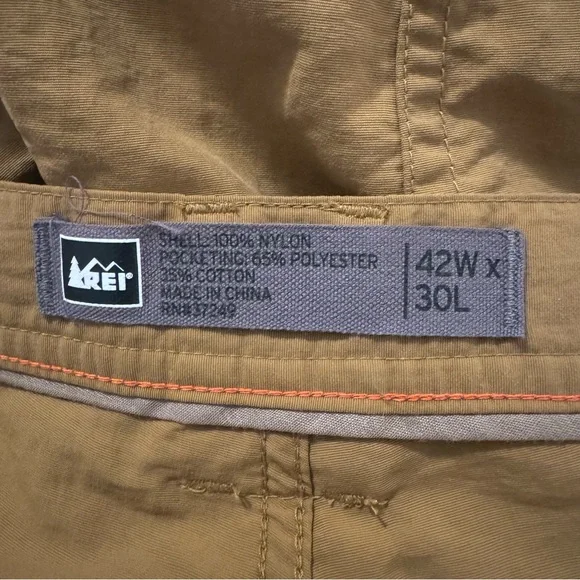 REI®
SHELL: 100% NYLON
POCKETING: 65% POLYESTER
35% COTTON
MADE IN CHINA
RN#37249
42W x
30L